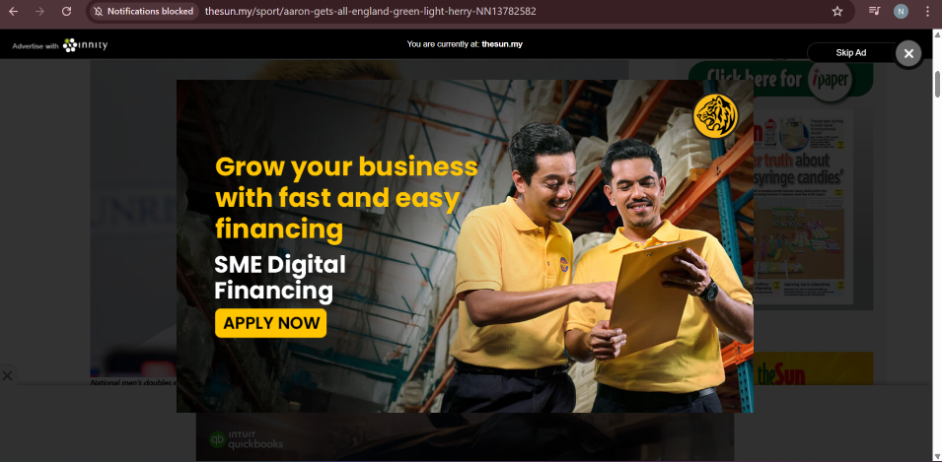 Notifications blocked
thesun.my/sport/aaron-gets-all-england-green-light-herry-NN13782582
N
Advertise with innity
You are currently at: thesun.my
Skip Ad
Click here for ipaper
truth about
syringe candies'
Grow your business
with fast and easy
financing
SME Digital
Financing
APPLY NOW
theSun
National men's doubles
INTUIT
quickbooks